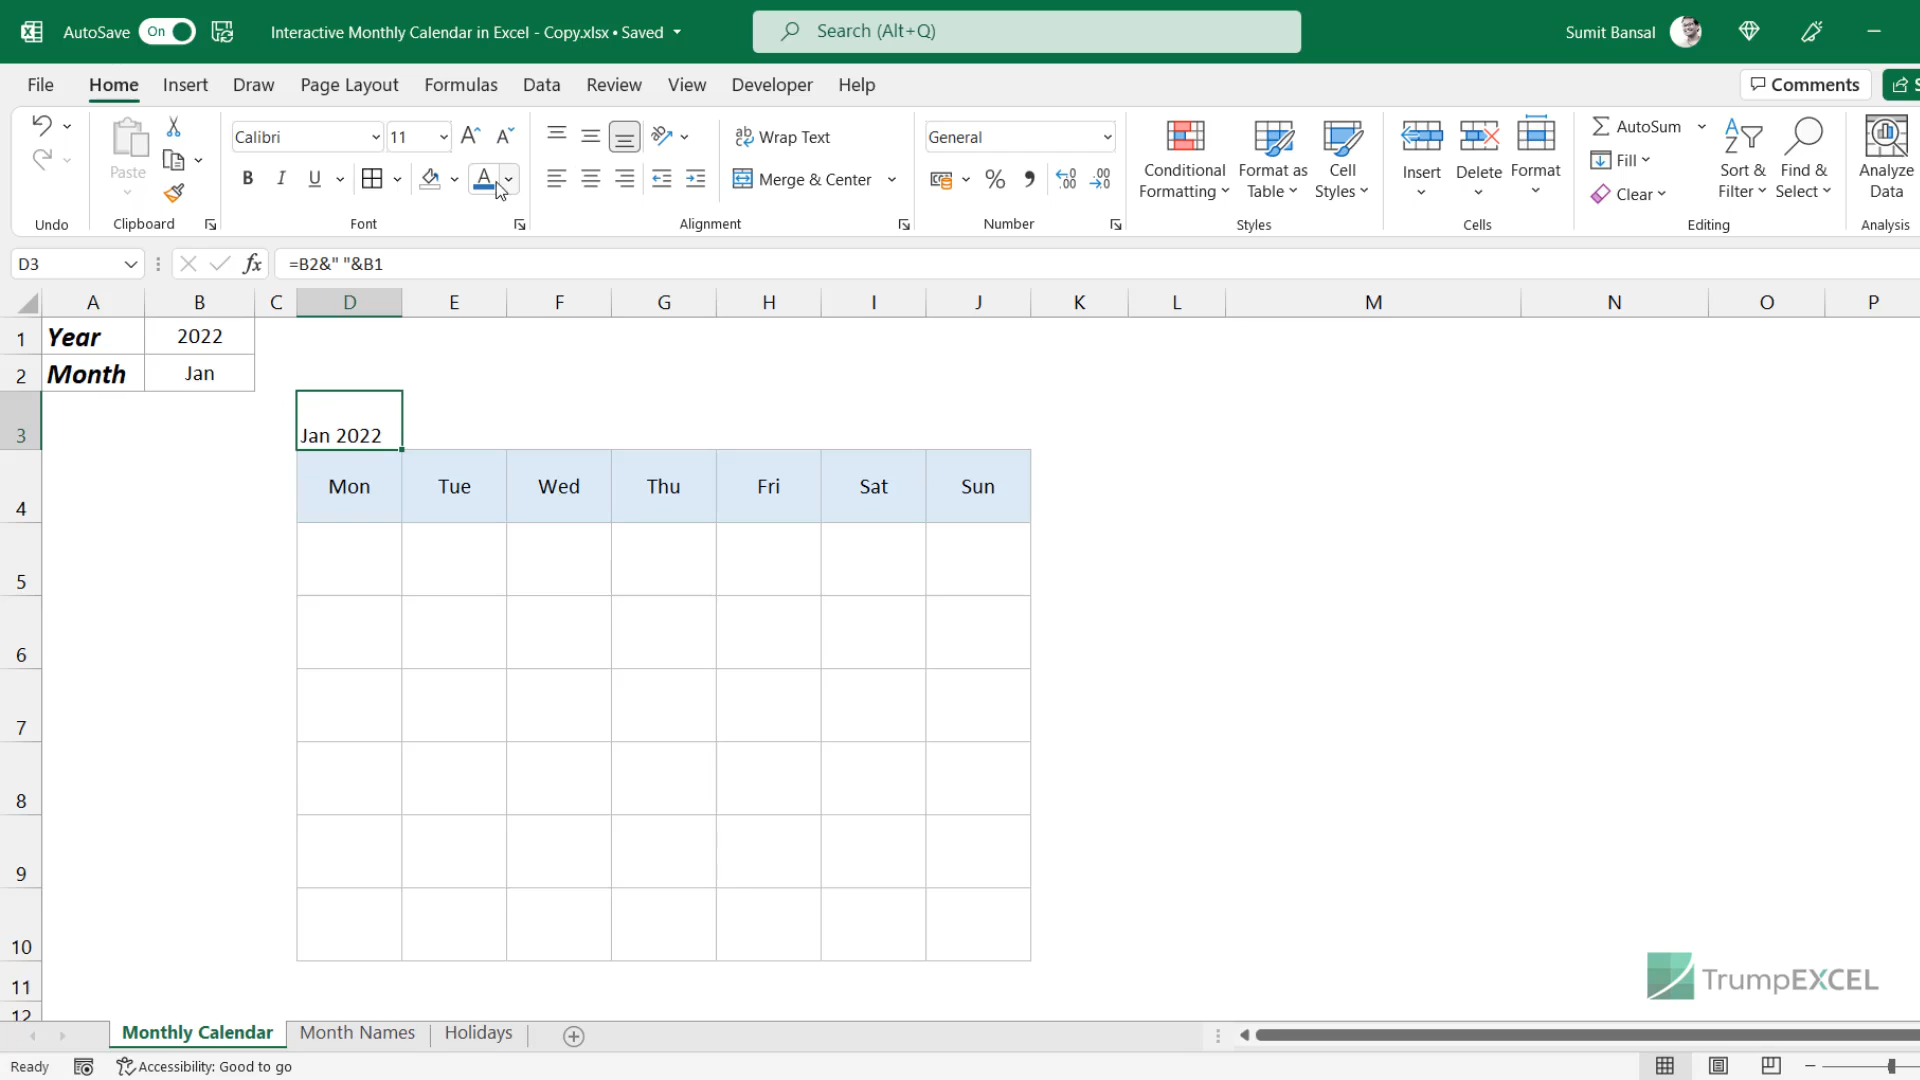 AutoSave On Interactive Monthly Calendar in Excel - Copy.xlsx • Saved Search (Alt+Q) Sumit Bansal
File Home Insert Draw Page Layout Formulas Data Review View Developer Help Comments S
Calibri 11 Wrap Text General AutoSum
Paste Conditional Formatting Format as Table Cell Styles Insert Delete Format Fill Sort & Filter Find & Select Analyze Data
B I U A Merge & Center % Clear
Undo Clipboard Font Alignment Number Styles Cells Editing Analysis
D3 fx =B2&" "&B1
A B C D E F G H I J K L M N O P
1 Year 2022
2 Month Jan
3 Jan 2022
4 Mon Tue Wed Thu Fri Sat Sun
5
6
7
8
9
10
11
12
TrumpEXCEL
Monthly Calendar Month Names Holidays
Ready Accessibility: Good to go